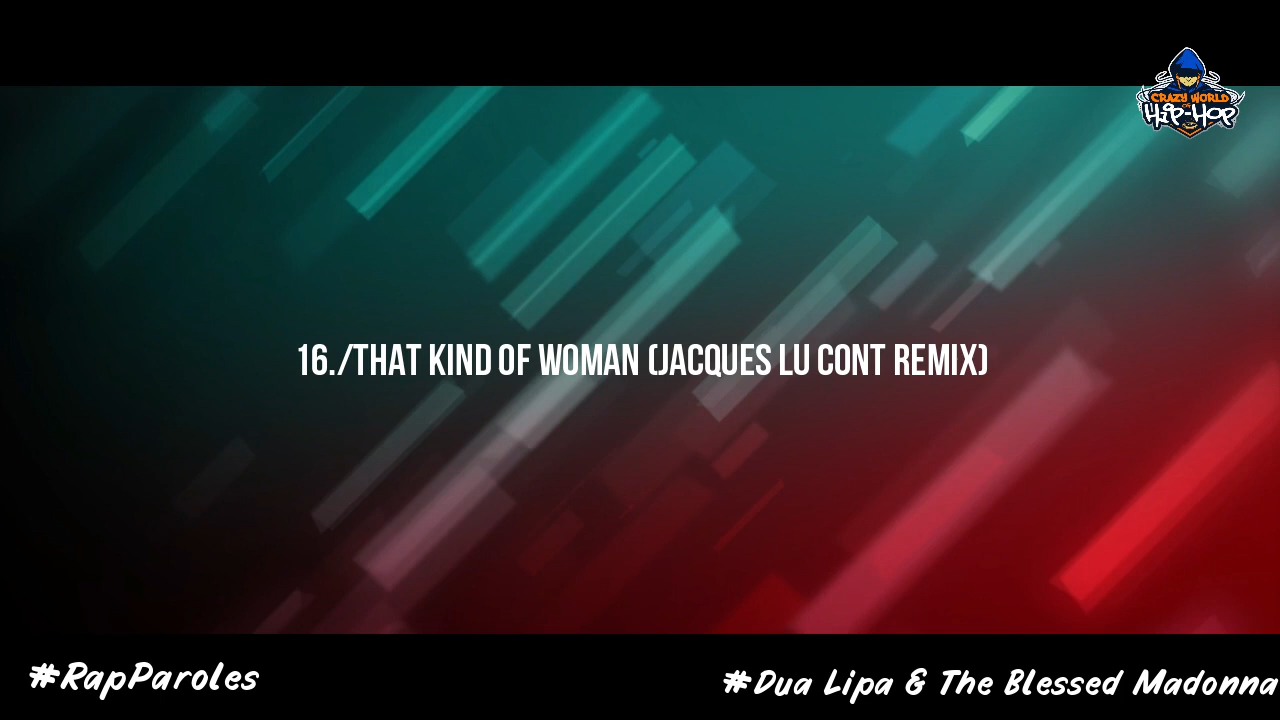 CRAZY WORLD
OF
HIP-HOP
16./THAT KIND OF WOMAN (JACQUES LU CONT REMIX)
#RapParoles
#Dua Lipa & The Blessed Madonna